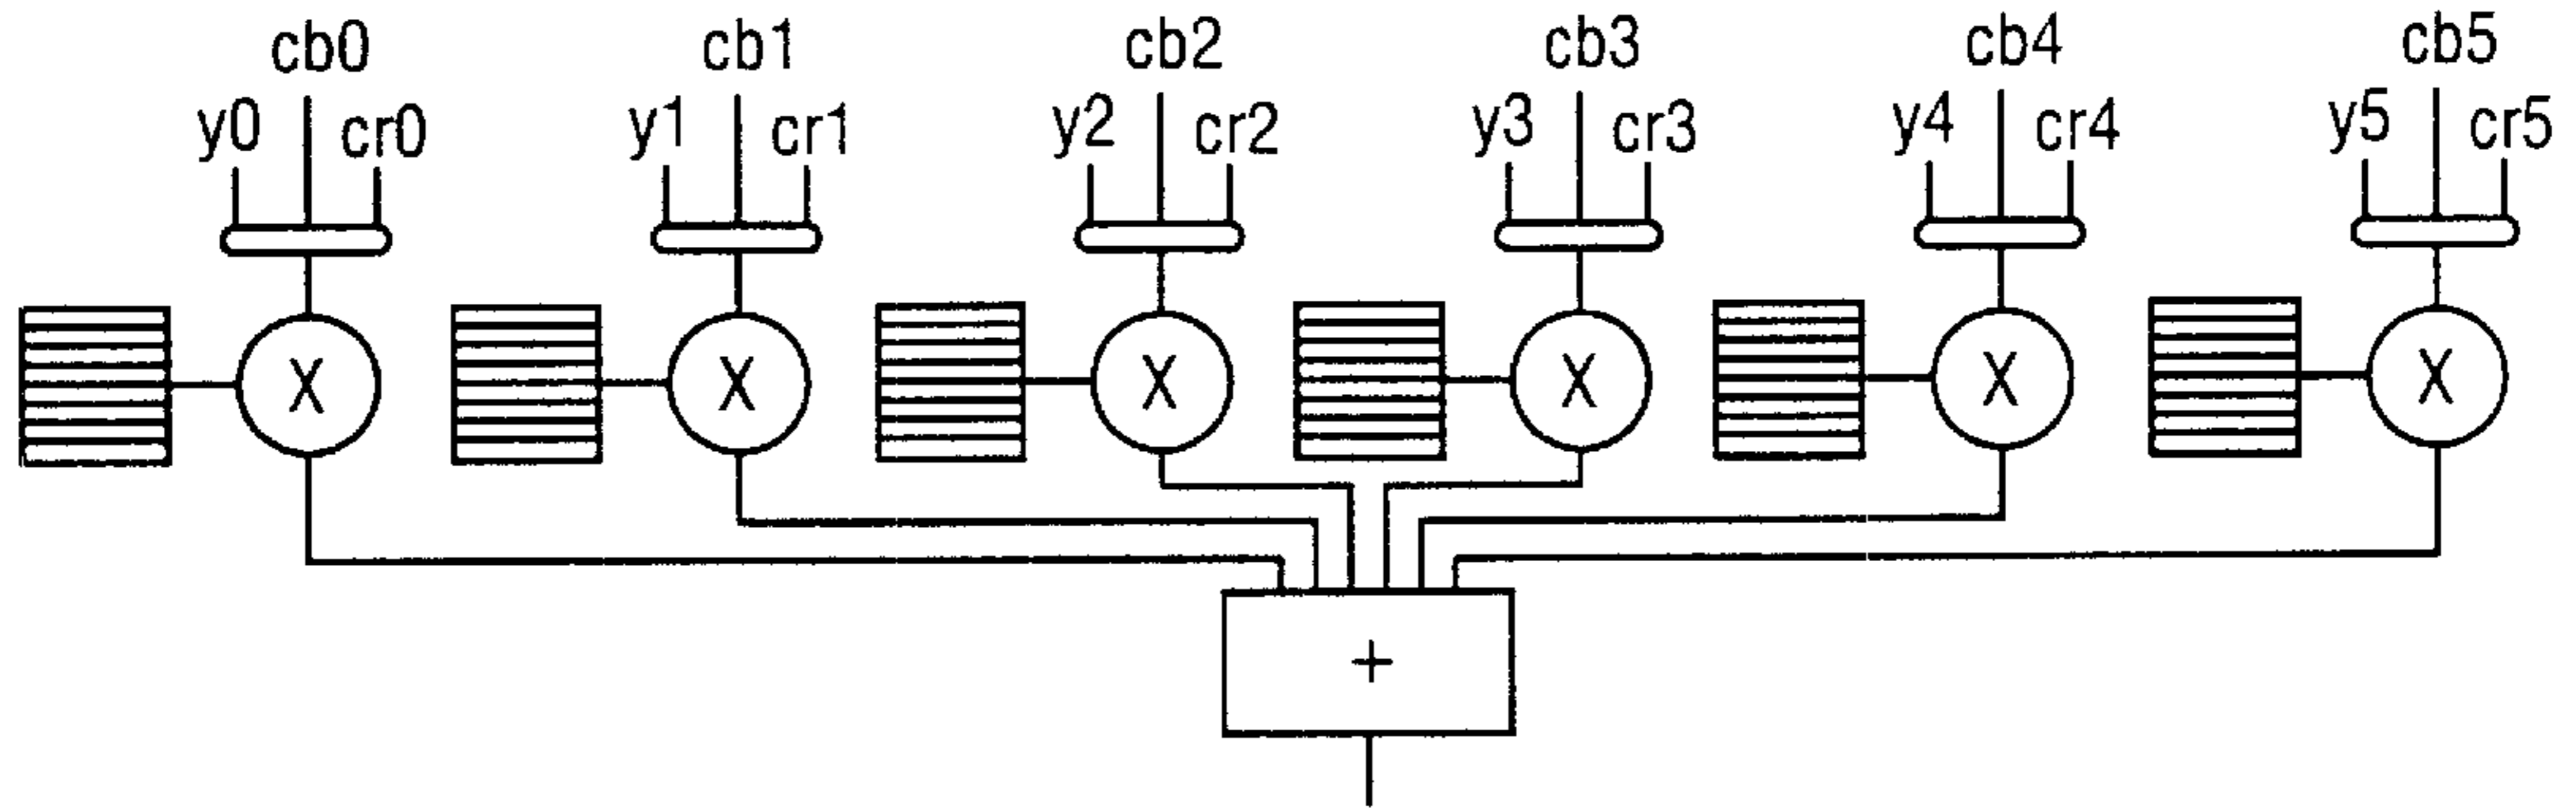 cb0 cb1 cb2 cb3 cb4 cb5
y0 cr0 y1 cr1 y2 cr2 y3 cr3 y4 cr4 y5 cr5
X X X X X X
+